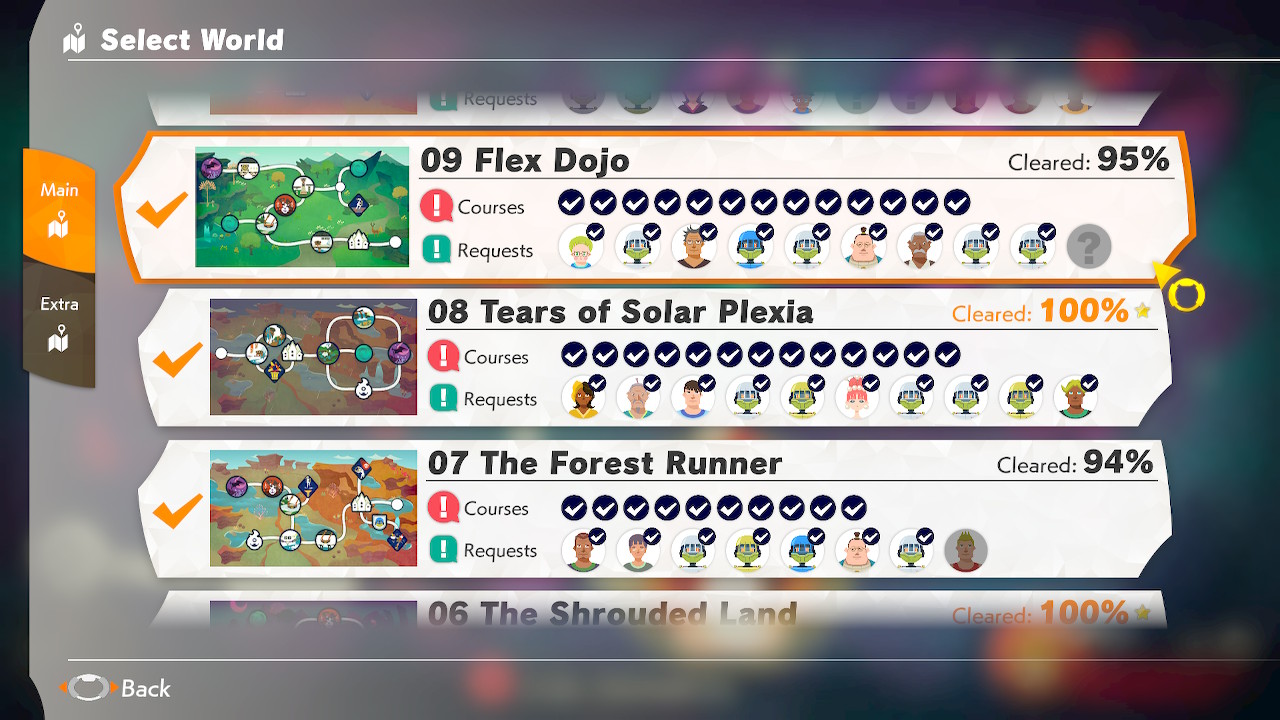 Select World
Requests
Main
Extra
09 Flex Dojo
Cleared: 95%
Courses
Requests
?
08 Tears of Solar Plexia
Cleared: 100%
Courses
Requests
07 The Forest Runner
Cleared: 94%
Courses
Requests
06 The Shrouded Land
Cleared: 100%
Back